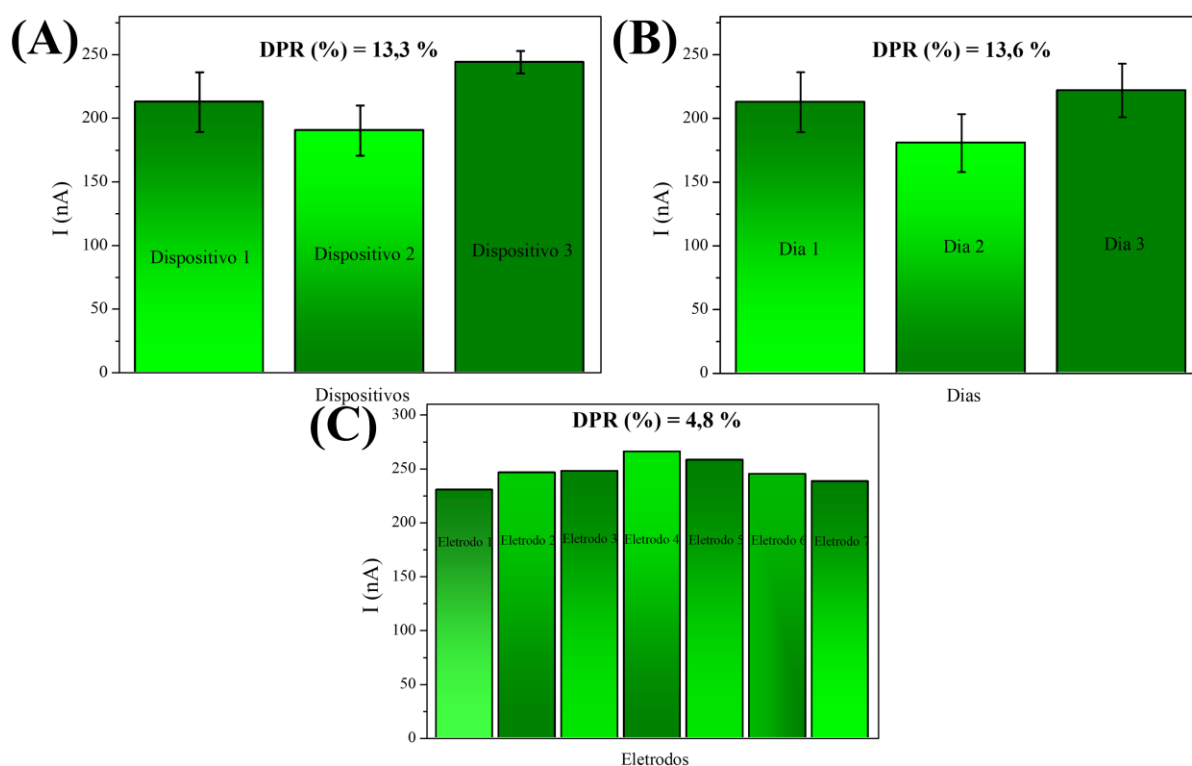 (A)
DPR (%) = 13,3 %
250
200
150
100
50
0
I (nA)
Dispositivo 1
Dispositivo 2
Dispositivo 3
Dispositivos
(B)
DPR (%) = 13,6 %
250
200
150
100
50
0
I (nA)
Dia 1
Dia 2
Dia 3
Dias
(C)
DPR (%) = 4,8 %
300
250
200
150
100
50
0
I (nA)
Eletrodo 1
Eletrodo 2
Eletrodo 3
Eletrodo 4
Eletrodo 5
Eletrodo 6
Eletrodo 7
Eletrodos